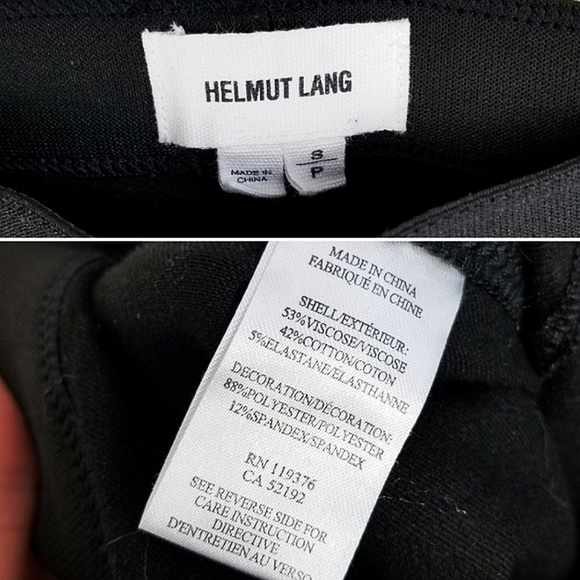 HELMUT LANG
MADE IN
CHINA
S
P
MADE IN CHINA
FABRIQUÉ EN CHINE
SHELL/EXTÉRIEUR:
53%VISCOSE/VISCOSE
42%COTTON/COTON
5%ELASTANE/ÉLASTHANNE
DECORATION/DÉCORATION:
88%POLYESTER/POLYESTER
12%SPANDEX/SPANDEX
RN 119376
CA 52192
SEE REVERSE SIDE FOR
CARE INSTRUCTION
DIRECTIVE
D'ENTRETIEN AU VERSO